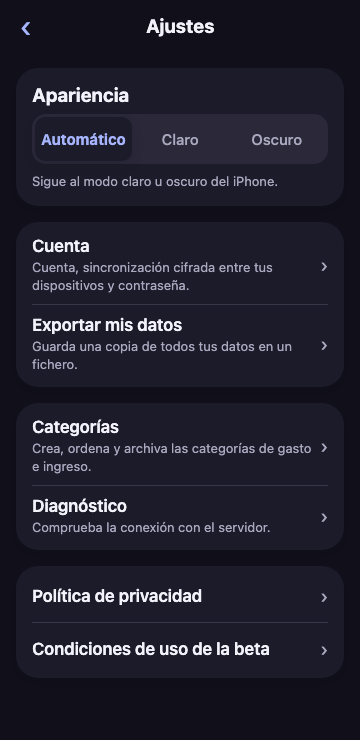 Ajustes
Apariencia
Automático Claro Oscuro
Sigue al modo claro u oscuro del iPhone.
Cuenta
Cuenta, sincronización cifrada entre tus
dispositivos y contraseña.
Exportar mis datos
Guarda una copia de todos tus datos en un
fichero.
Categorías
Crea, ordena y archiva las categorías de gasto
e ingreso.
Diagnóstico
Comprueba la conexión con el servidor.
Política de privacidad
Condiciones de uso de la beta